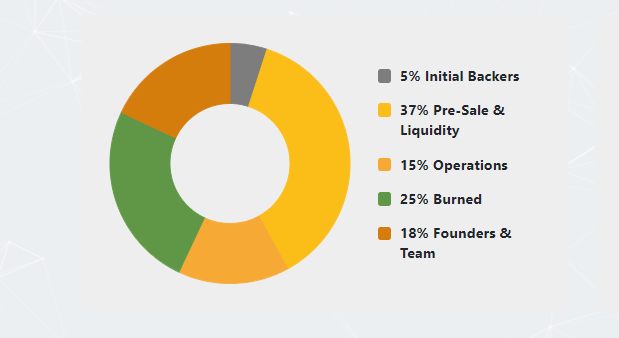 5% Initial Backers
37% Pre-Sale &
Liquidity
15% Operations
25% Burned
18% Founders &
Team